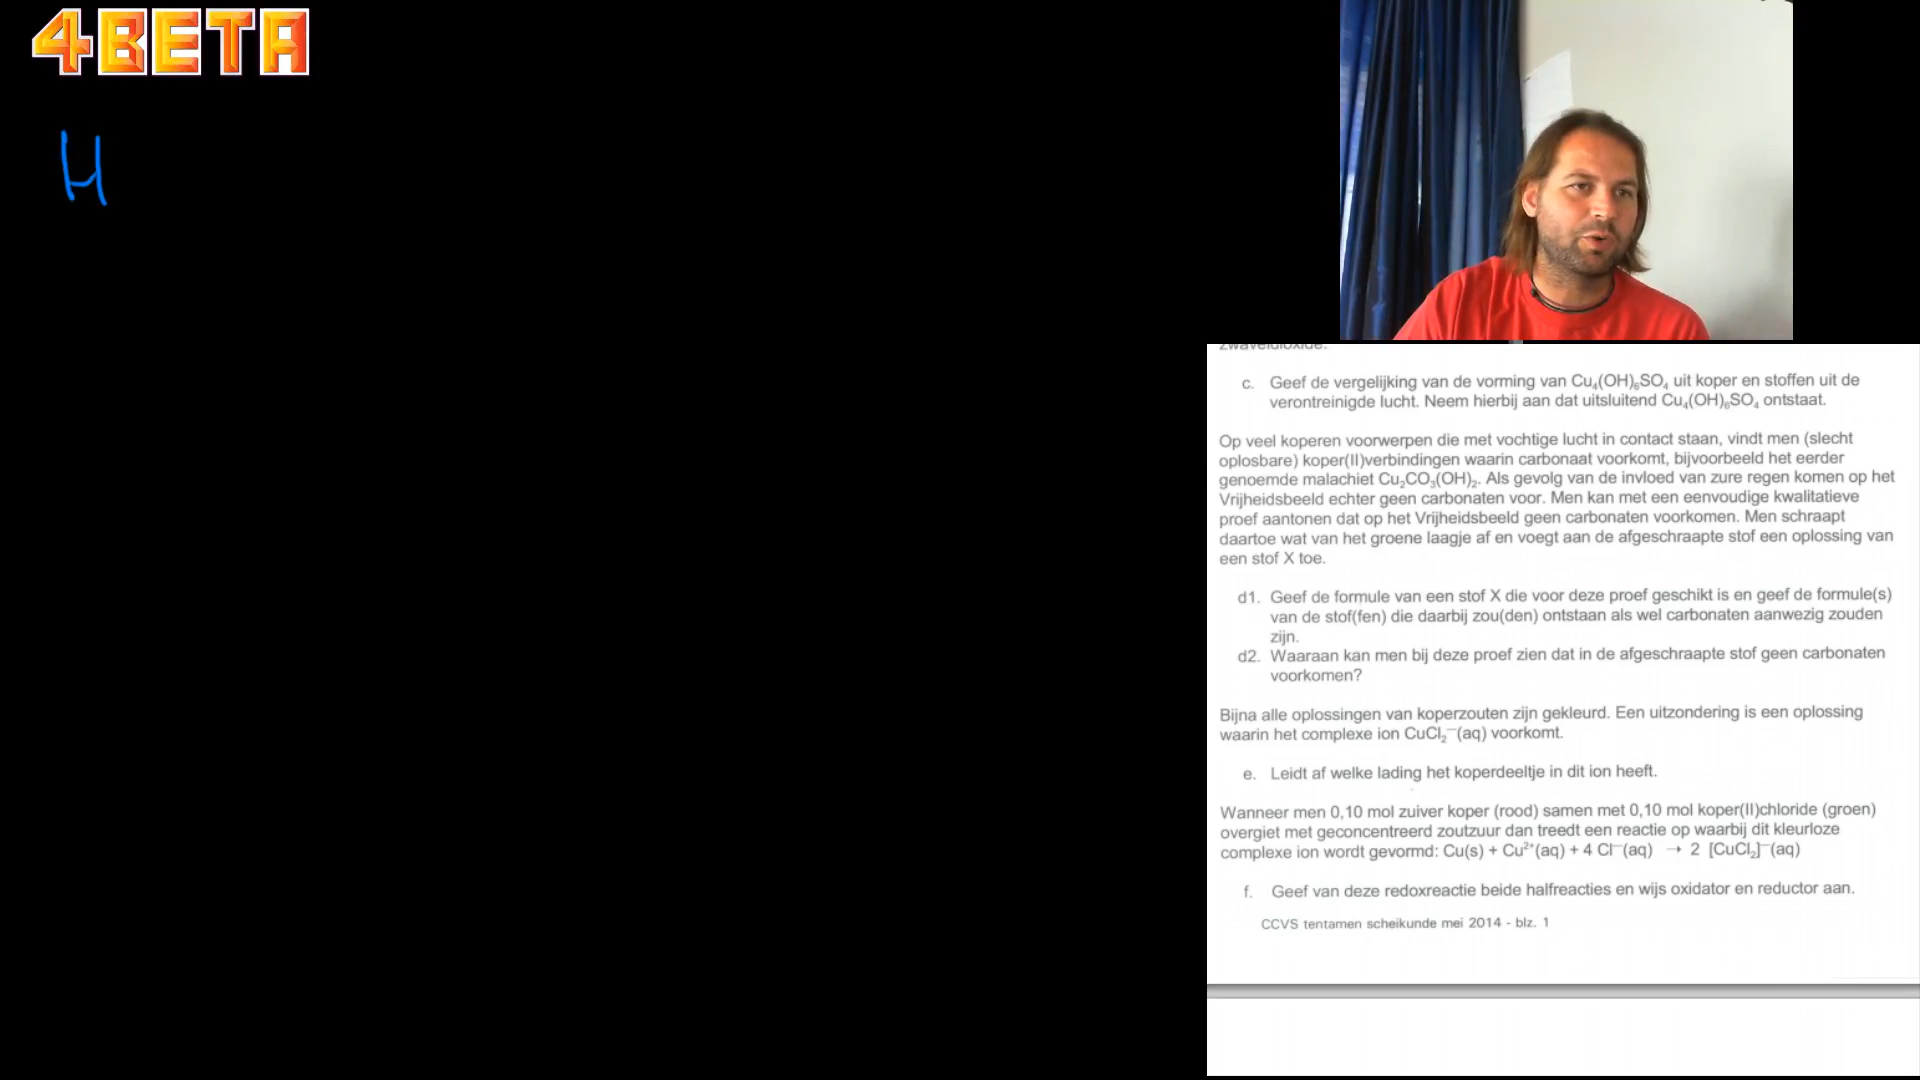 4BETA
H
zwaveldioxide.
c. Geef de vergelijking van de vorming van Cu₄(OH)₆SO₄ uit koper en stoffen uit de
verontreinigde lucht. Neem hierbij aan dat uitsluitend Cu₄(OH)₆SO₄ ontstaat.
Op veel koperen voorwerpen die met vochtige lucht in contact staan, vindt men (slecht
oplosbare) koper(II)verbindingen waarin carbonaat voorkomt, bijvoorbeeld het eerder
genoemde malachiet Cu₂CO₃(OH)₂. Als gevolg van de invloed van zure regen komen op het
Vrijheidsbeeld echter geen carbonaten voor. Men kan met een eenvoudige kwalitatieve
proef aantonen dat op het Vrijheidsbeeld geen carbonaten voorkomen. Men schraapt
daartoe wat van het groene laagje af en voegt aan de afgeschraapte stof een oplossing van
een stof X toe.
d1. Geef de formule van een stof X die voor deze proef geschikt is en geef de formule(s)
van de stof(fen) die daarbij zou(den) ontstaan als wel carbonaten aanwezig zouden
zijn.
d2. Waaraan kan men bij deze proef zien dat in de afgeschraapte stof geen carbonaten
voorkomen?
Bijna alle oplossingen van koperzouten zijn gekleurd. Een uitzondering is een oplossing
waarin het complexe ion CuCl₂⁻(aq) voorkomt.
e. Leidt af welke lading het koperdeeltje in dit ion heeft.
Wanneer men 0,10 mol zuiver koper (rood) samen met 0,10 mol koper(II)chloride (groen)
overgiet met geconcentreerd zoutzuur dan treedt een reactie op waarbij dit kleurloze
complexe ion wordt gevormd: Cu(s) + Cu²⁺(aq) + 4 Cl⁻(aq) → 2 [CuCl₂]⁻(aq)
f. Geef van deze redoxreactie beide halfreacties en wijs oxidator en reductor aan.
CCVS tentamen scheikunde mei 2014 - blz. 1